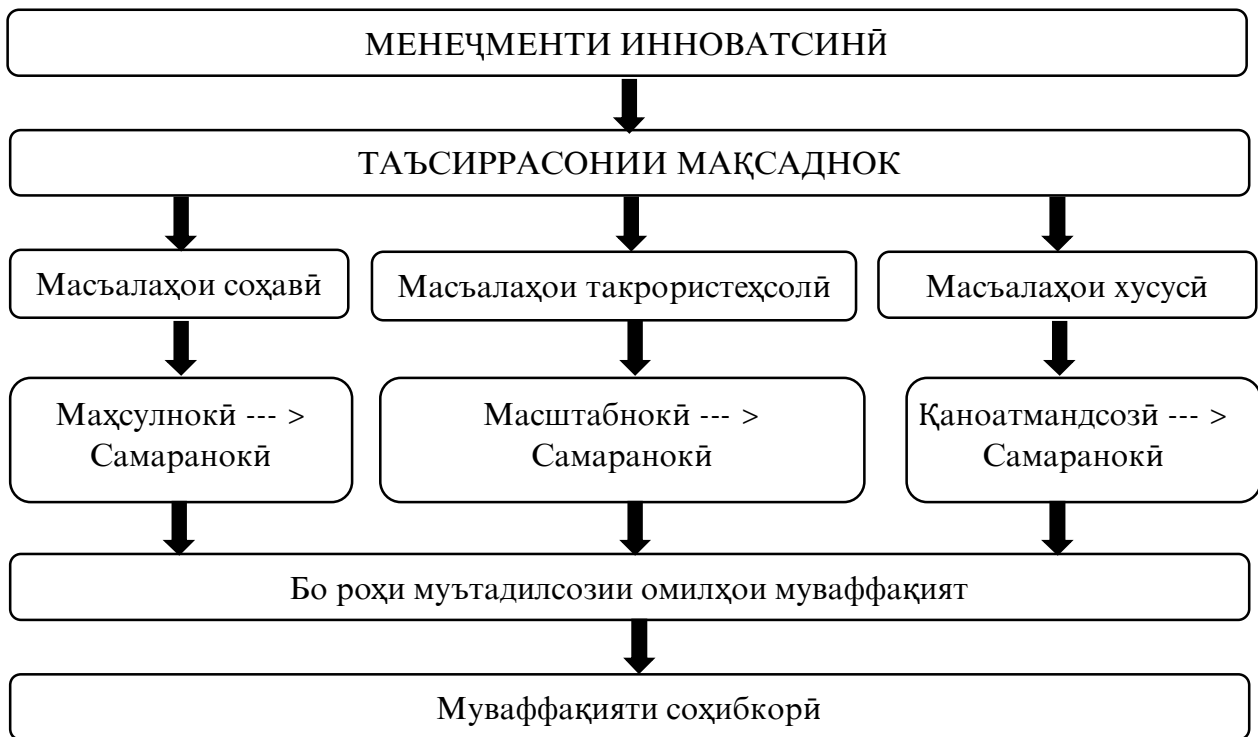 МЕНЕҶМЕНТИ ИННОВАТСИНӢ
ТАЪСИРРАСОНИИ МАҚСАДНОК
Масъалаҳои соҳавӣ
Масъалаҳои такрористеҳсолӣ
Масъалаҳои хусусӣ
Маҳсулнокӣ --- >
Самаранокӣ
Масштабнокӣ --- >
Самаранокӣ
Қаноатмандсозӣ --- >
Самаранокӣ
Бо роҳи муътадилсозии омилҳои муваффақият
Муваффақияти соҳибкорӣ